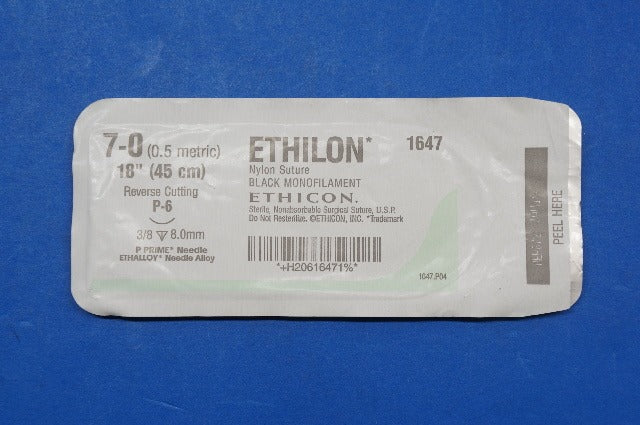 7-0 (0.5 metric)
18" (45 cm)
Reverse Cutting
P-6
3/8 8.0mm
P PRIME* Needle
ETHALLOY* Needle Alloy
ETHILON* 1647
Nylon Suture
BLACK MONOFILAMENT
ETHICON.
Sterile, Nonabsorbable Surgical Suture, U.S.P.
Do Not Resterilize. ©ETHICON, INC. *Trademark
*+H20616471%*
1647.P04
PEEL HERE